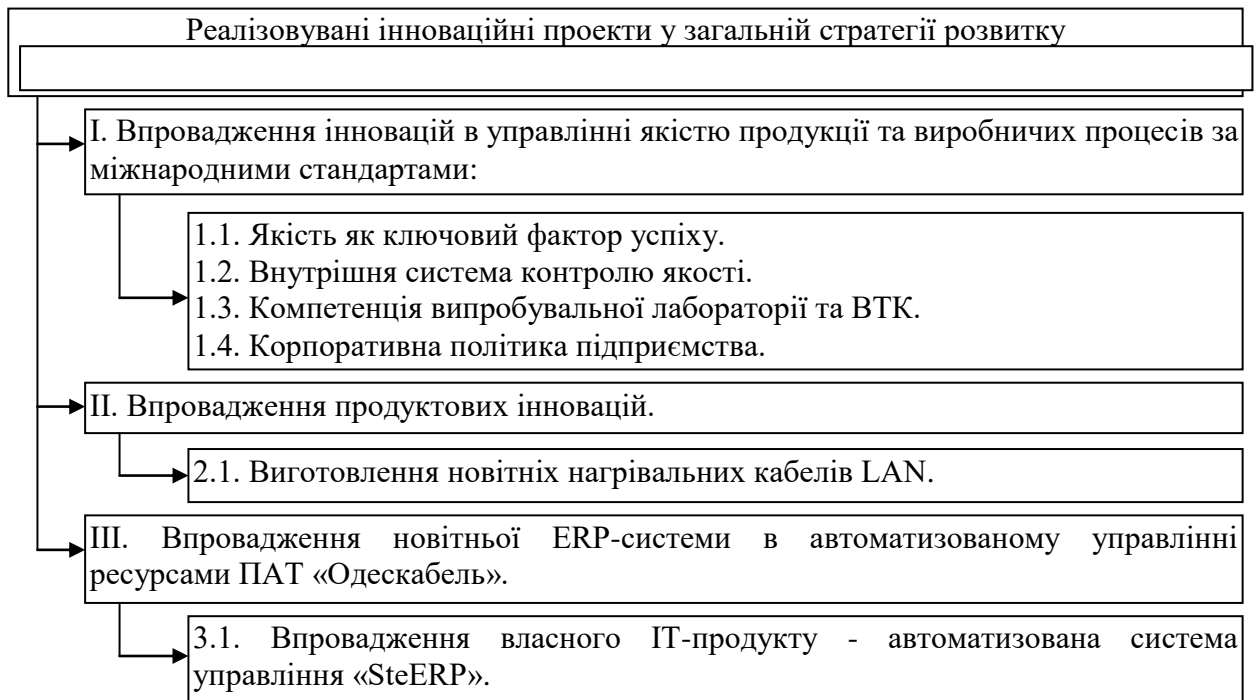 Реалізовувані інноваційні проекти у загальній стратегії розвитку
І. Впровадження інновацій в управлінні якістю продукції та виробничих процесів за
міжнародними стандартами:
1.1. Якість як ключовий фактор успіху.
1.2. Внутрішня система контролю якості.
1.3. Компетенція випробувальної лабораторії та ВТК.
1.4. Корпоративна політика підприємства.
ІІ. Впровадження продуктових інновацій.
2.1. Виготовлення новітніх нагрівальних кабелів LAN.
ІІІ. Впровадження новітньої ERP-системи в автоматизованому управлінні
ресурсами ПАТ «Одескабель».
3.1. Впровадження власного ІТ-продукту - автоматизована система
управління «SteERP».